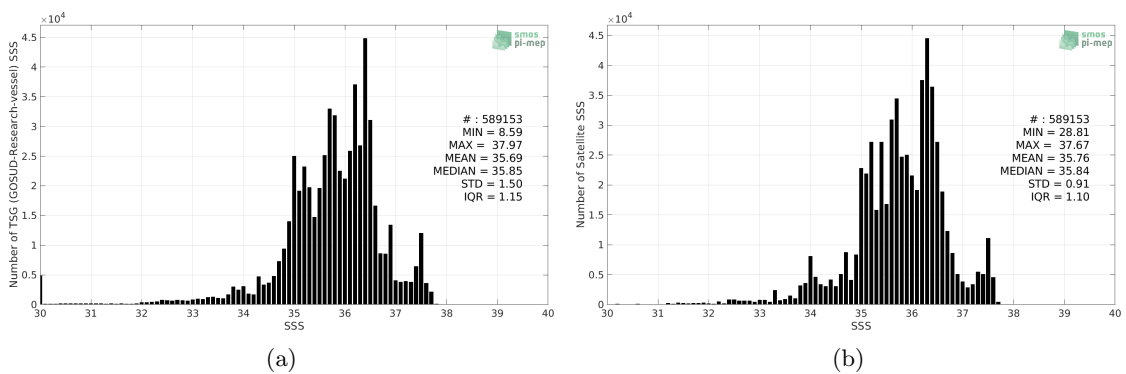 ×10⁴
4.5
4
3.5
3
2.5
2
1.5
1
0.5
0
Number of TSG (GOSUD-Research-vessel) SSS
30 31 32 33 34 35 36 37 38 39 40
SSS
smos
pi-mep
# : 589153
MIN = 8.59
MAX = 37.97
MEAN = 35.69
MEDIAN = 35.85
STD = 1.50
IQR = 1.15
(a)
×10⁴
4.5
4
3.5
3
2.5
2
1.5
1
0.5
0
Number of Satellite SSS
30 31 32 33 34 35 36 37 38 39 40
SSS
smos
pi-mep
# : 589153
MIN = 28.81
MAX = 37.67
MEAN = 35.76
MEDIAN = 35.84
STD = 0.91
IQR = 1.10
(b)